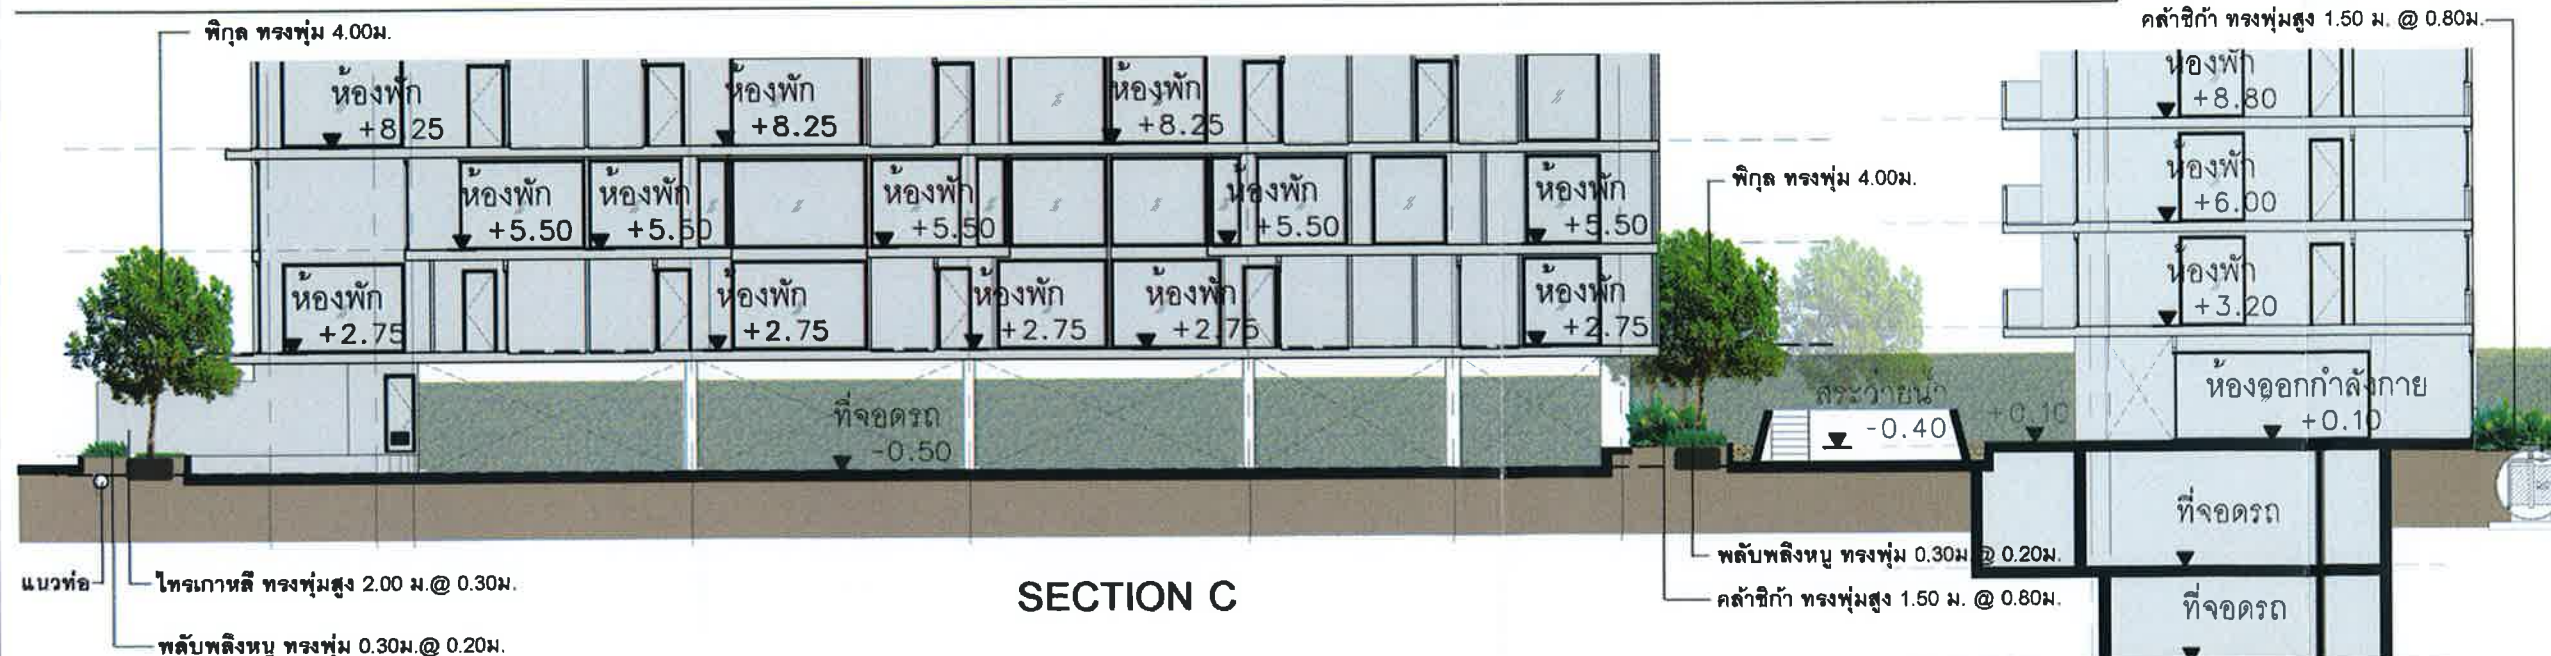 พิกุล ทรงพุ่ม 4.00ม.
คล้าซิก้า ทรงพุ่มสูง 1.50 ม. @ 0.80ม.
ห้องพัก
+8.25
ห้องพัก
+8.25
ห้องพัก
+8.25
ห้องพัก
+8.80
ห้องพัก
+5.50
ห้องพัก
+5.50
ห้องพัก
+5.50
ห้องพัก
+5.50
ห้องพัก
+5.50
พิกุล ทรงพุ่ม 4.00ม.
ห้องพัก
+6.00
ห้องพัก
+2.75
ห้องพัก
+2.75
ห้องพัก
+2.75
ห้องพัก
+2.75
ห้องพัก
+2.75
ห้องพัก
+3.20
ที่จอดรถ
-0.50
สระว่ายน้ำ
-0.40
+0.10
ห้องออกกำลังกาย
+0.10
ที่จอดรถ
ที่จอดรถ
แนวท่อ
ไทรเกาหลี ทรงพุ่มสูง 2.00 ม.@ 0.30ม.
พลับพลึงหนู ทรงพุ่ม 0.30ม.@ 0.20ม.
SECTION C
พลับพลึงหนู ทรงพุ่ม 0.30ม.@ 0.20ม.
คล้าซิก้า ทรงพุ่มสูง 1.50 ม. @ 0.80ม.